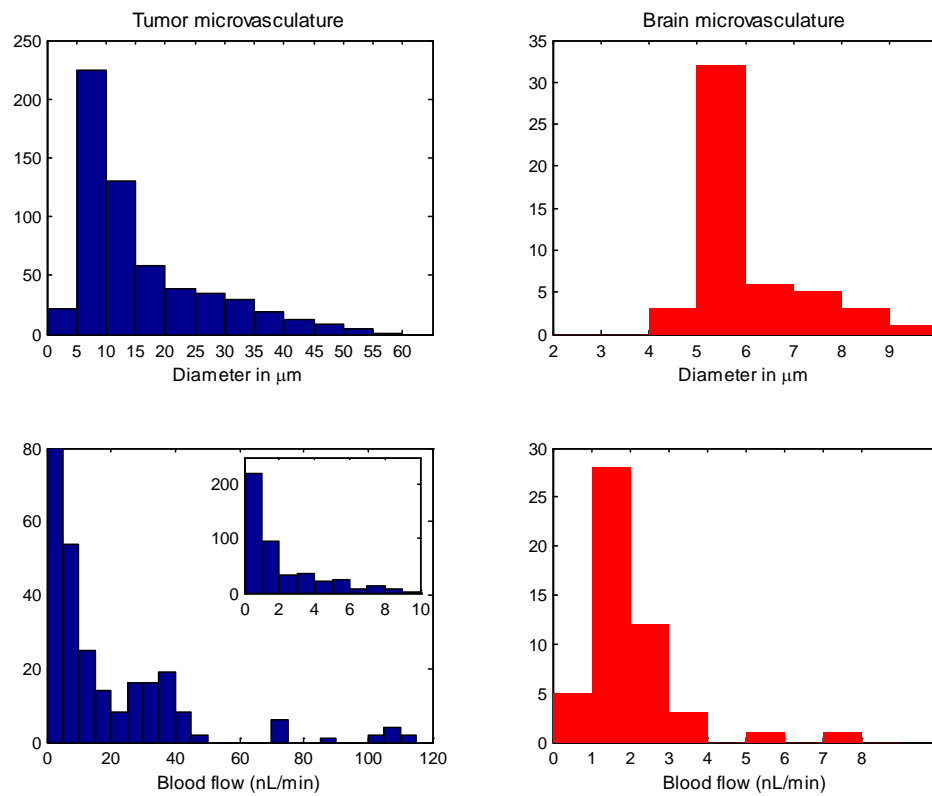 Tumor microvasculature
250
200
150
100
50
0
0 5 10 15 20 25 30 35 40 45 50 55 60
Diameter in μm
Brain microvasculature
35
30
25
20
15
10
5
0
2 3 4 5 6 7 8 9
Diameter in μm
80
60
40
20
0
0 20 40 60 80 100 120
Blood flow (nL/min)
200
100
0
0 2 4 6 8 10
30
25
20
15
10
5
0
0 1 2 3 4 5 6 7 8
Blood flow (nL/min)